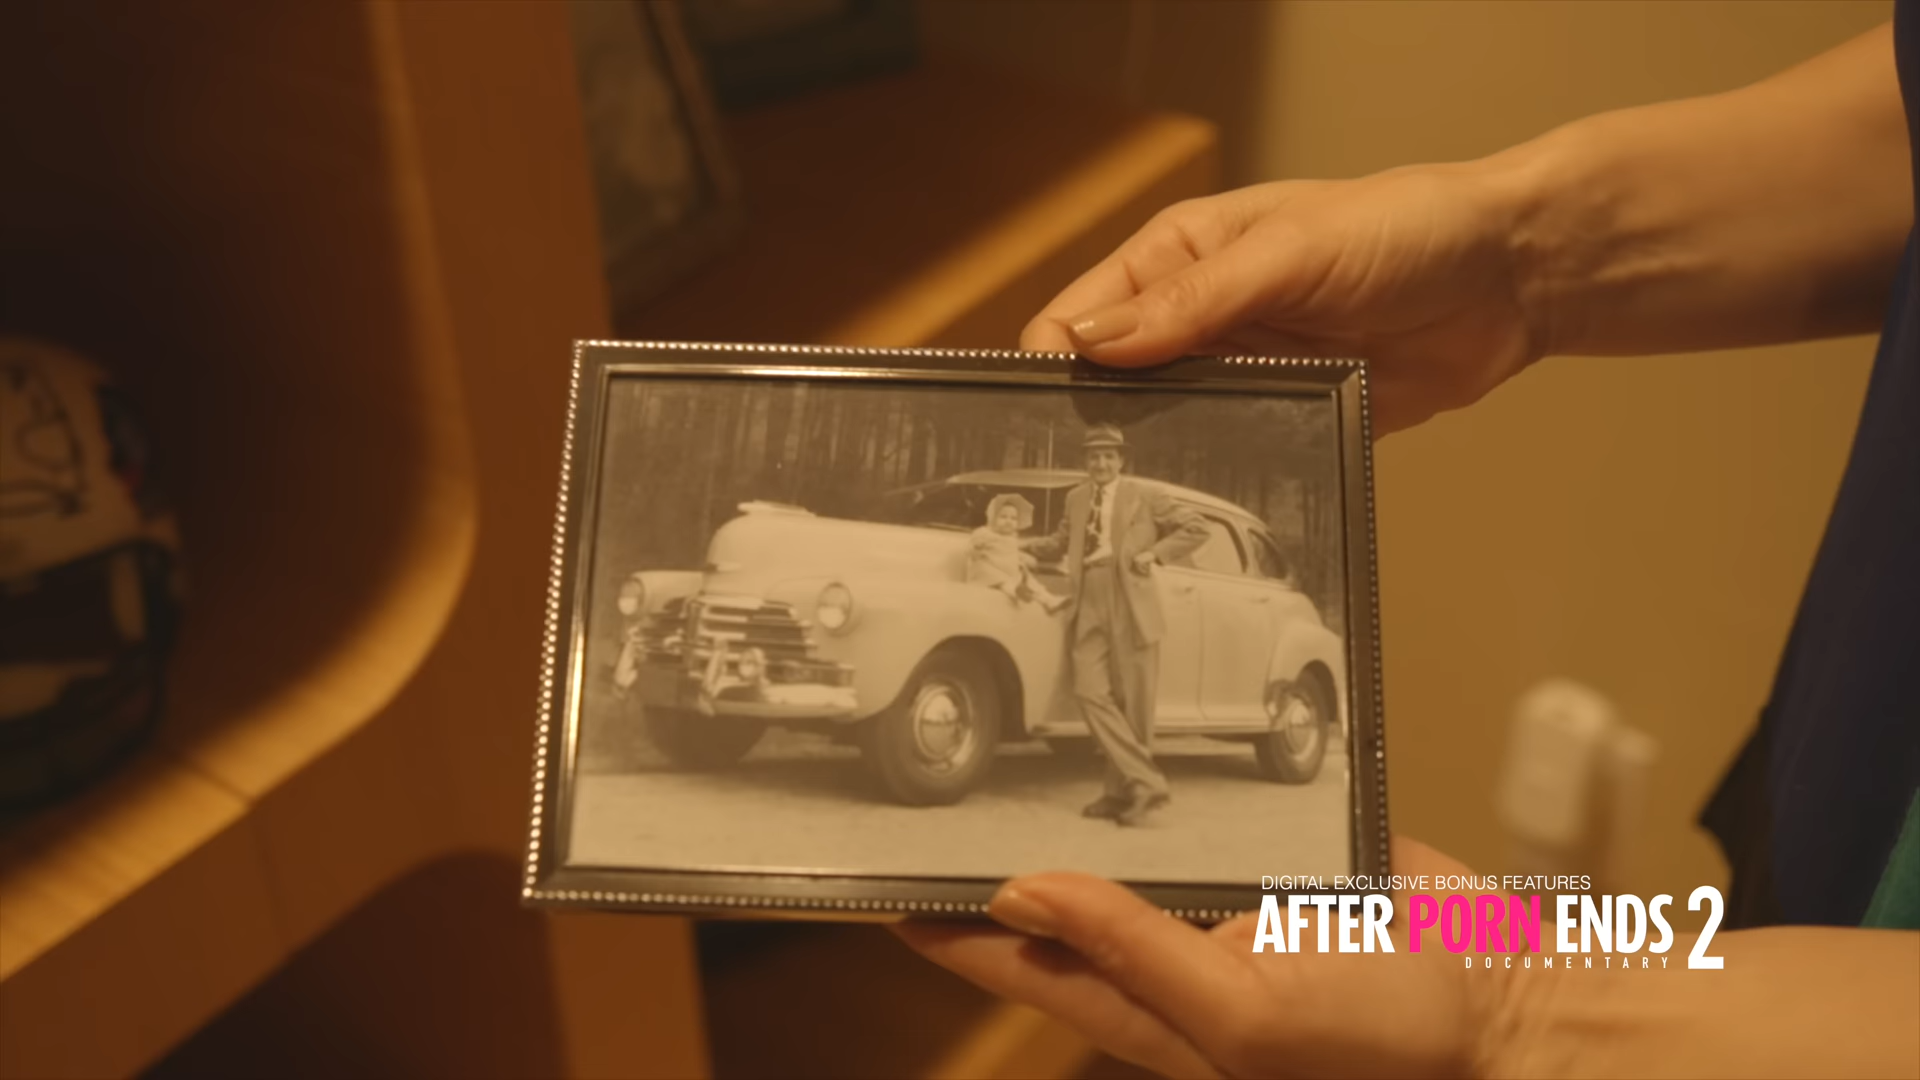 DIGITAL EXCLUSIVE BONUS FEATURES
AFTER PORN ENDS 2
DOCUMENTARY